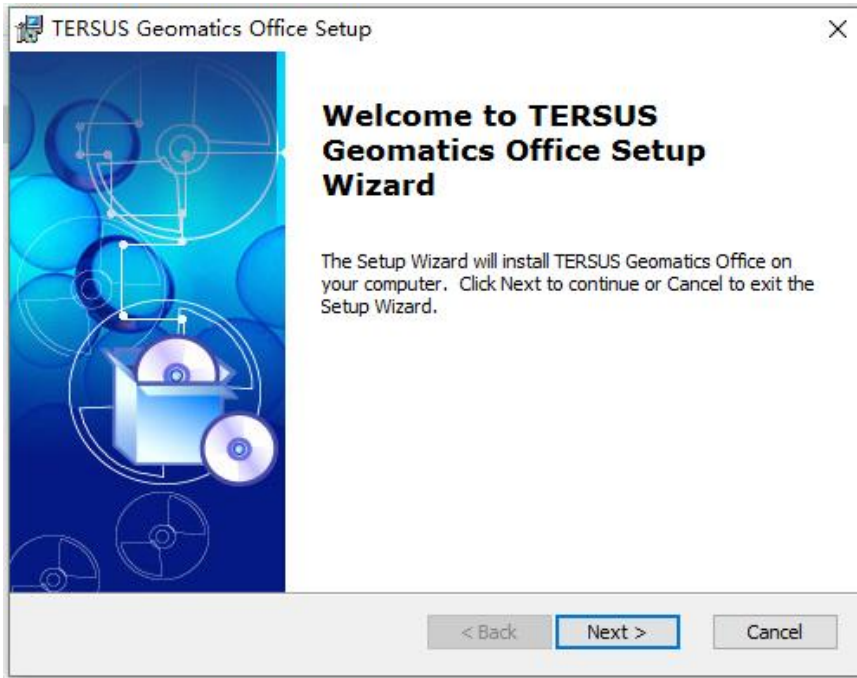 TERSUS Geomatics Office Setup
Welcome to TERSUS
Geomatics Office Setup
Wizard
The Setup Wizard will install TERSUS Geomatics Office on
your computer.  Click Next to continue or Cancel to exit the
Setup Wizard.
< Back
Next >
Cancel